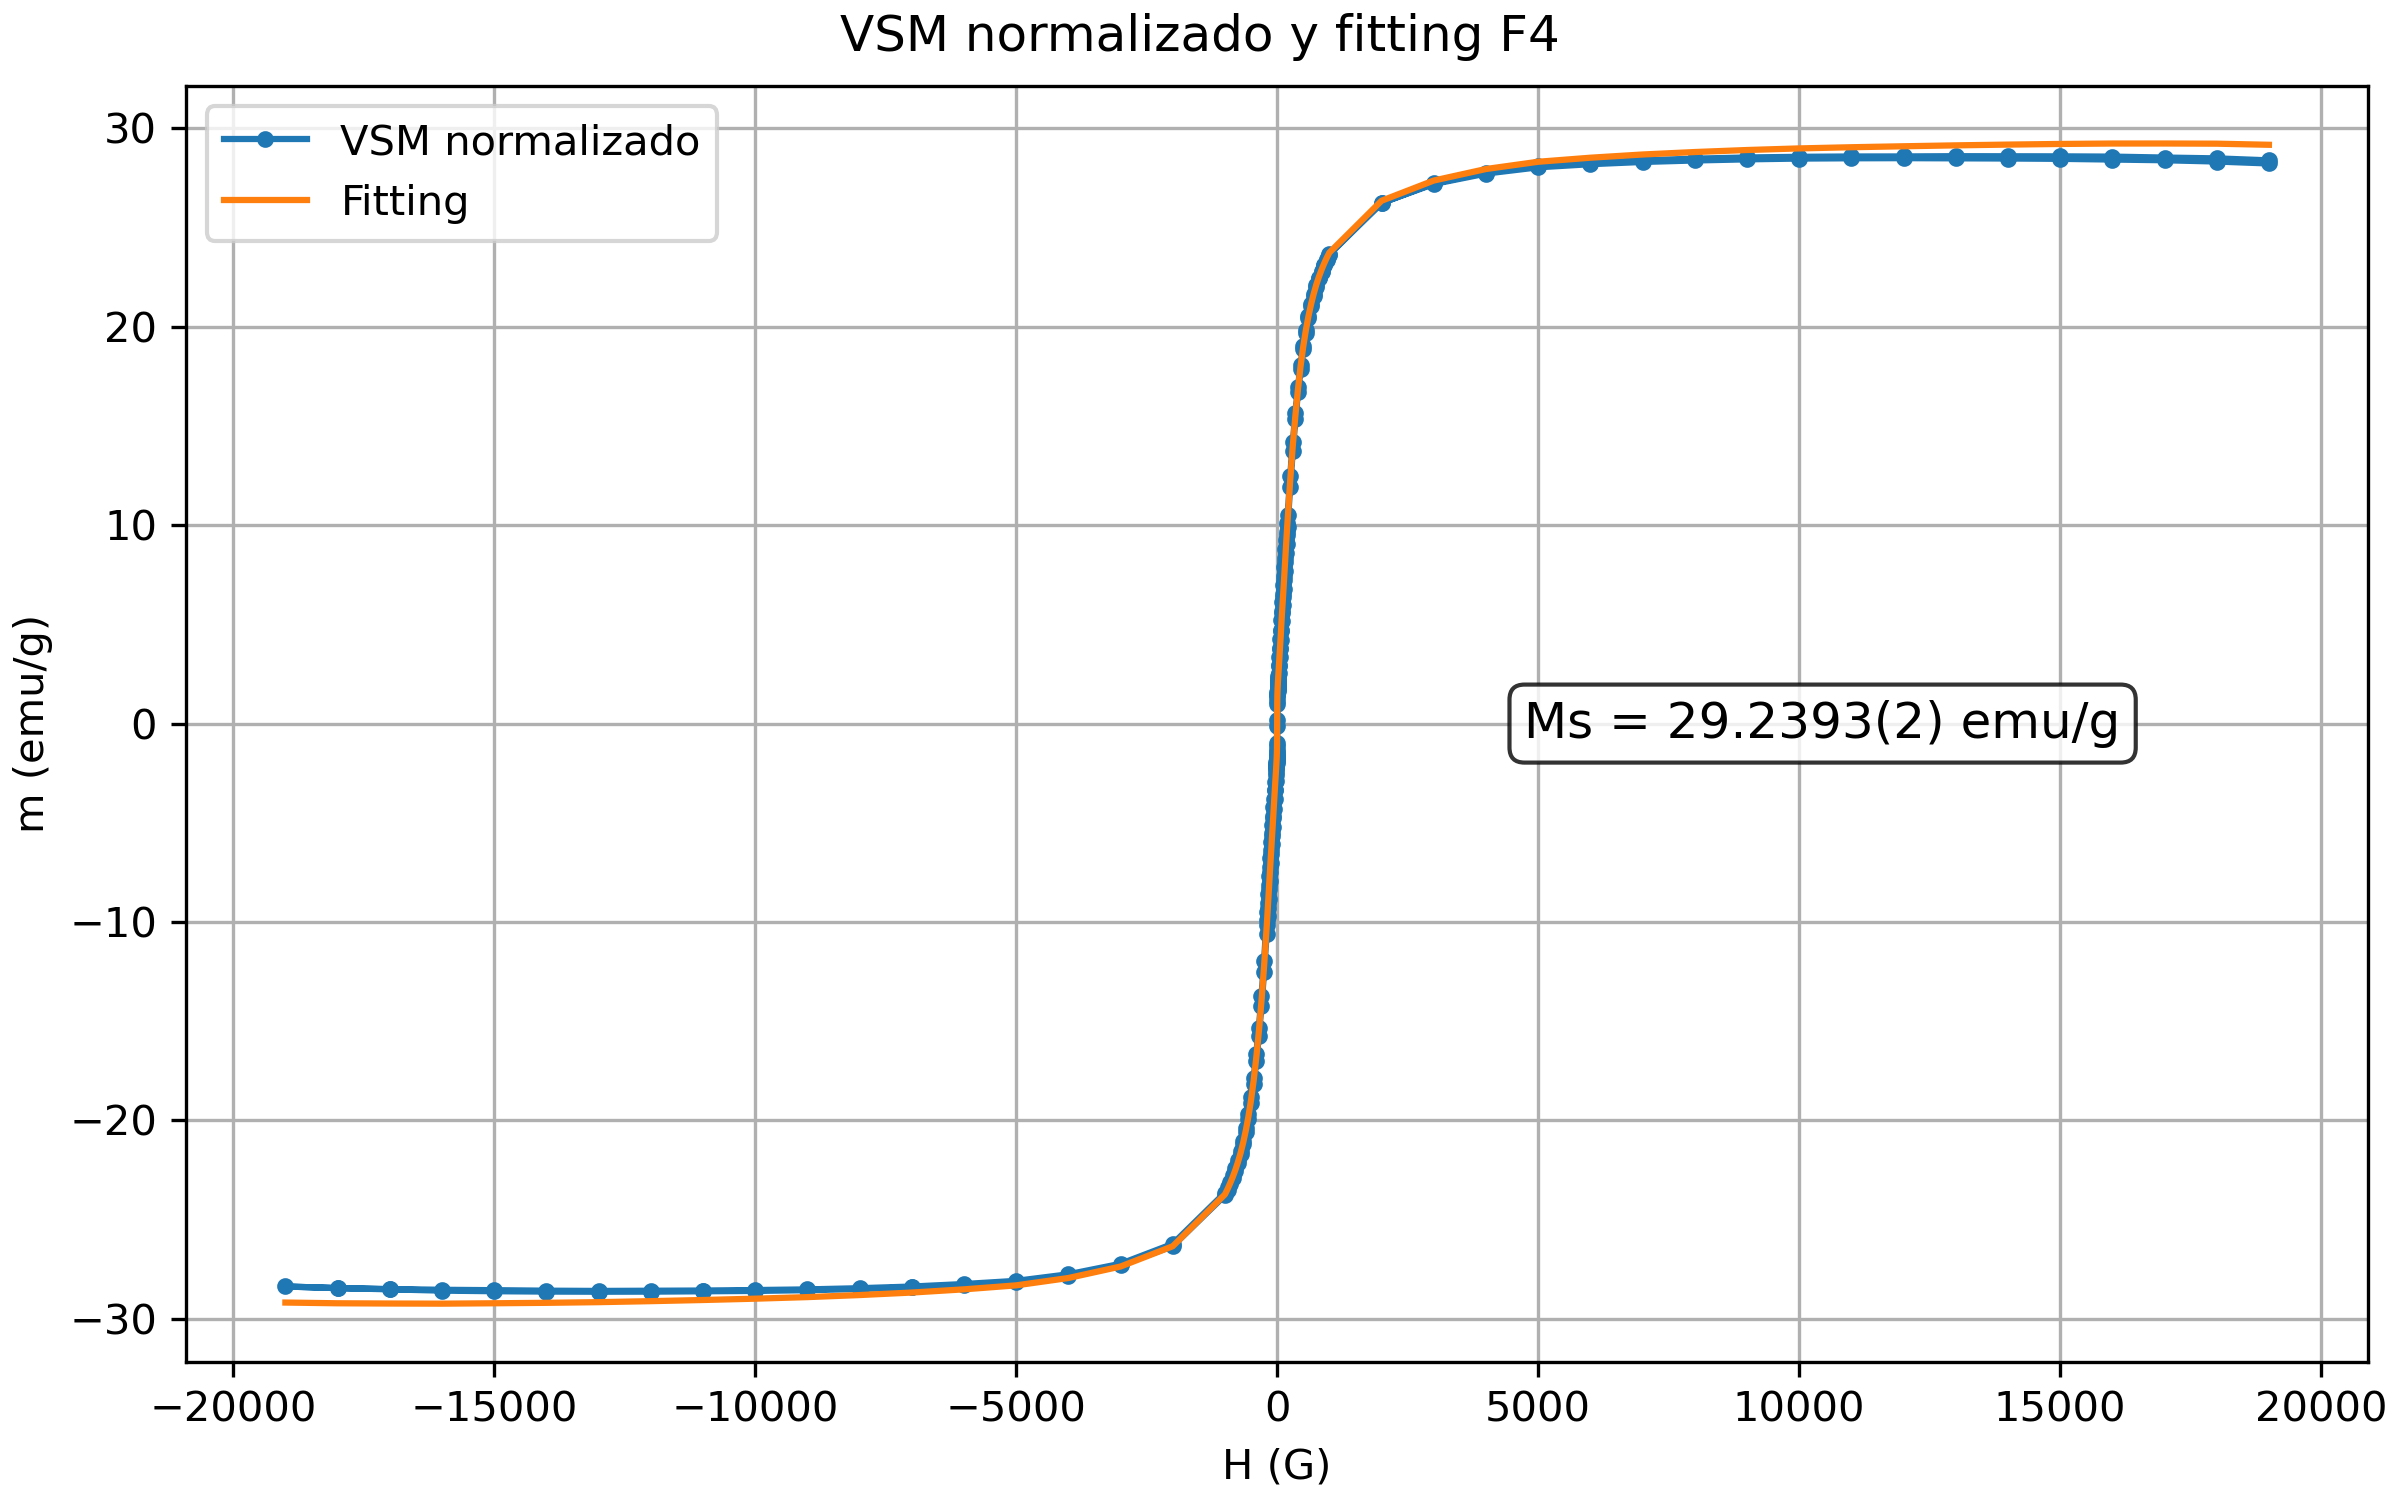 VSM normalizado y fitting F4
VSM normalizado
Fitting
30
20
10
0
−10
−20
−30
m (emu/g)
Ms = 29.2393(2) emu/g
−20000 −15000 −10000 −5000 0 5000 10000 15000 20000
H (G)